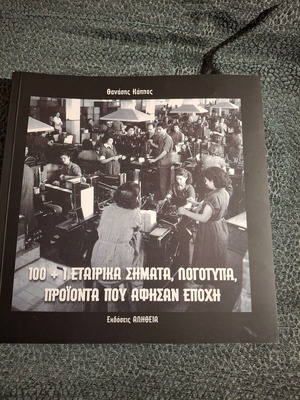 Θανάσης Κάππος
100 + 1 ΕΤΑΙΡΙΚΑ ΣΗΜΑΤΑ, ΛΟΓΟΤΥΠΑ,
ΠΡΟΪΟΝΤΑ ΠΟΥ ΑΦΗΣΑΝ ΕΠΟΧΗ
Εκδόσεις ΑΛΗΘΕΙΑ